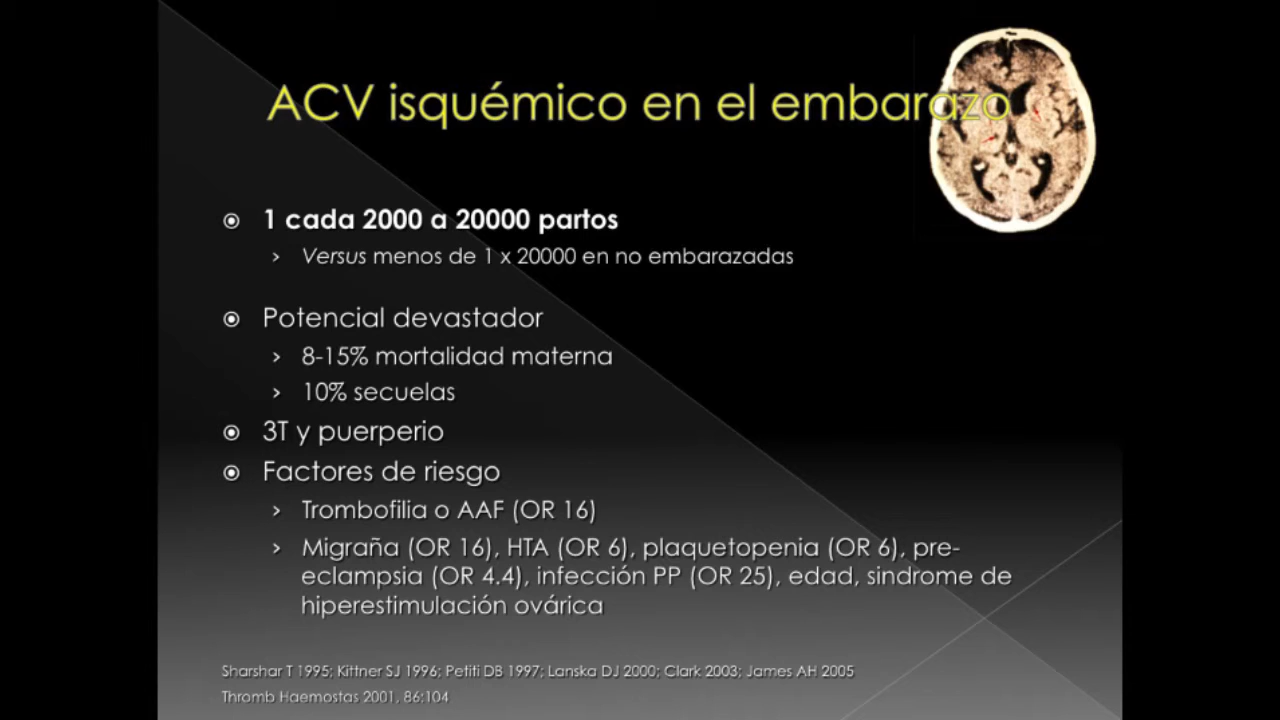 ACV isquémico en el embarazo
1 cada 2000 a 20000 partos
Versus menos de 1 x 20000 en no embarazadas
Potencial devastador
8-15% mortalidad materna
10% secuelas
3T y puerperio
Factores de riesgo
Trombofilia o AAF (OR 16)
Migraña (OR 16), HTA (OR 6), plaquetopenia (OR 6), pre-
eclampsia (OR 4.4), infección PP (OR 25), edad, sindrome de
hiperestimulación ovárica
Sharshar T 1995; Kittner SJ 1996; Petiti DB 1997; Lanska DJ 2000; Clark 2003; James AH 2005
Thromb Haemostas 2001, 86:104